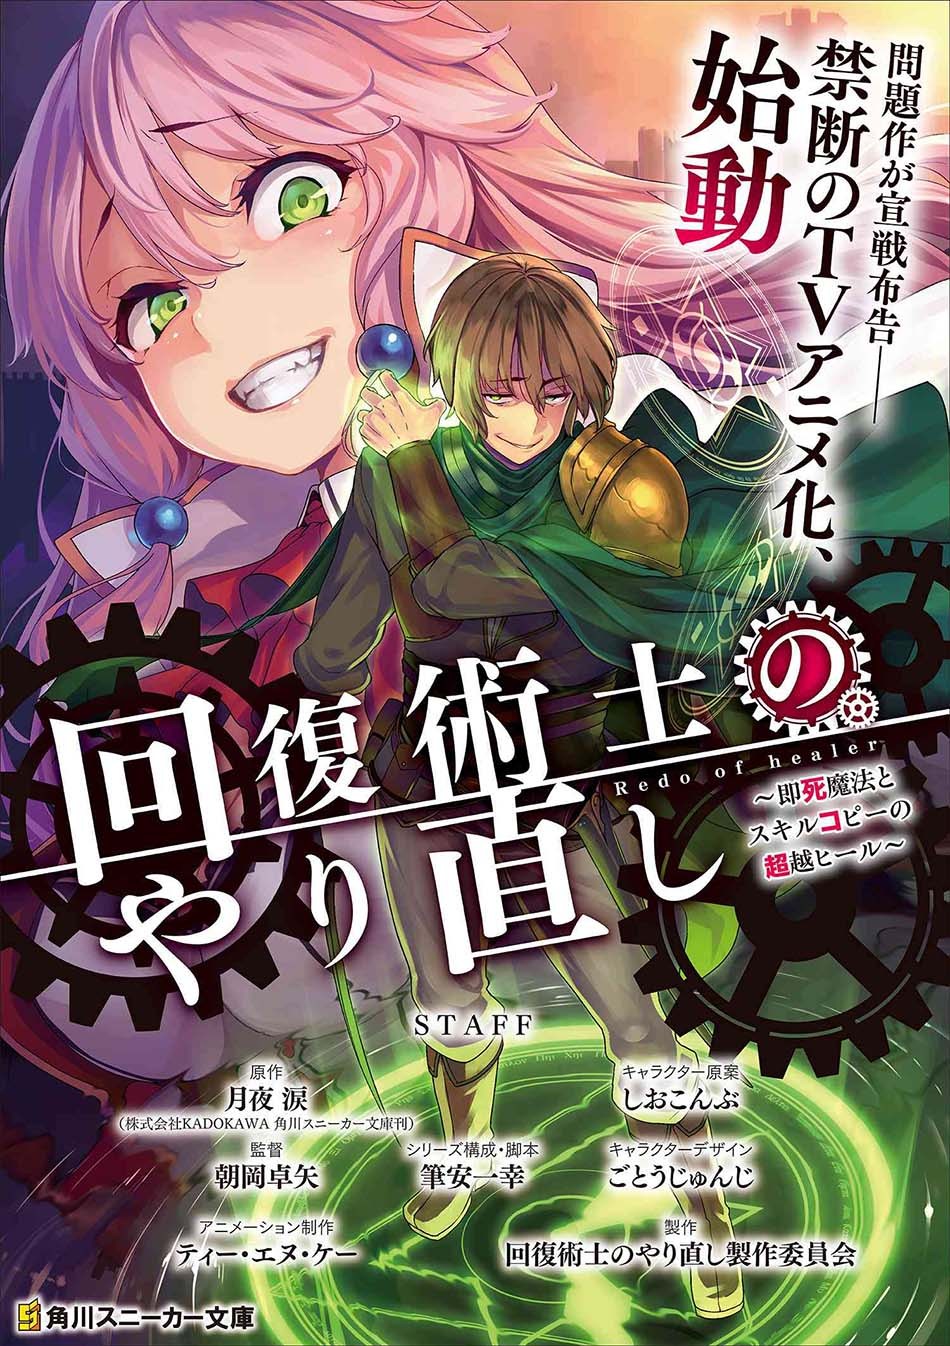 問題作が宣戦布告――
禁断のTVアニメ化、
始動
回復術士の
やり直し
Redo of healer
～即死魔法と
スキルコピーの
超越ヒール～
STAFF
原作
月夜 涙
（株式会社KADOKAWA 角川スニーカー文庫刊）
キャラクター原案
しおこんぶ
監督
朝岡卓矢
シリーズ構成・脚本
筆安一幸
キャラクターデザイン
ごとうじゅんじ
アニメーション制作
ティー・エヌ・ケー
製作
回復術士のやり直し製作委員会
角川スニーカー文庫